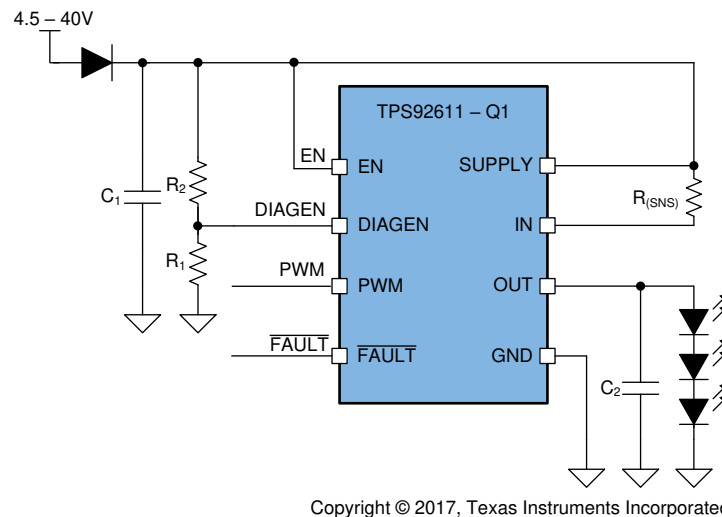 4.5 – 40V
TPS92611 – Q1
EN
EN
SUPPLY
R2
C1
R(SNS)
DIAGEN
DIAGEN
IN
R1
PWM
PWM
OUT
FAULT
FAULT
GND
C2
Copyright © 2017, Texas Instruments Incorporated